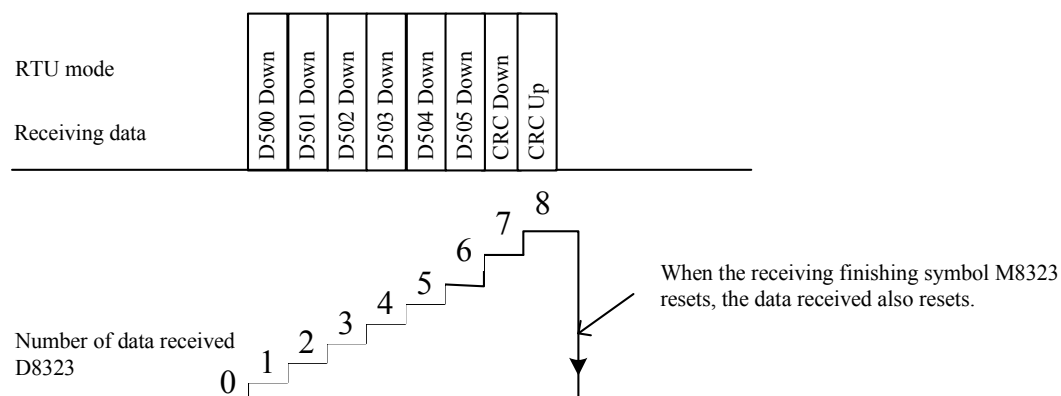 RTU mode
Receiving data
D500 Down
D501 Down
D502 Down
D503 Down
D504 Down
D505 Down
CRC Down
CRC Up
8
7
6
5
4
3
2
1
0
When the receiving finishing symbol M8323
resets, the data received also resets.
Number of data received
D8323